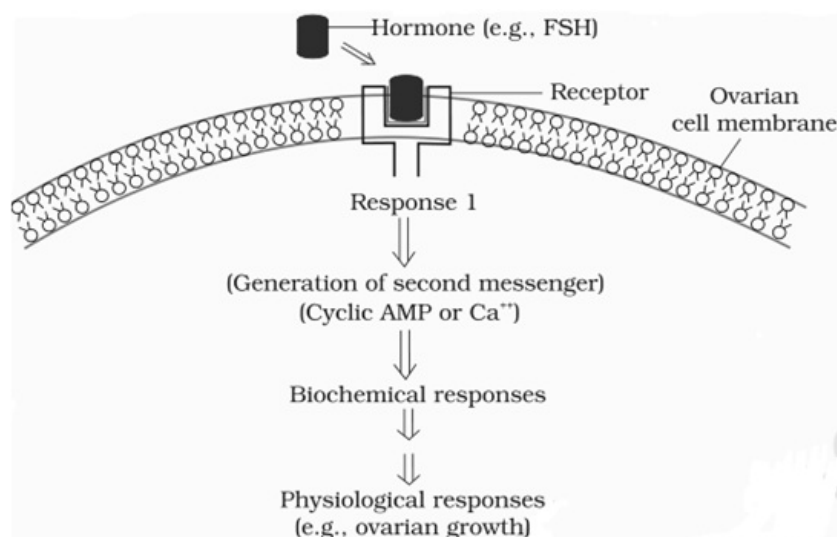 Hormone (e.g., FSH)
Receptor
Ovarian
cell membrane
Response 1
(Generation of second messenger)
(Cyclic AMP or Ca⁺⁺)
Biochemical responses
Physiological responses
(e.g., ovarian growth)